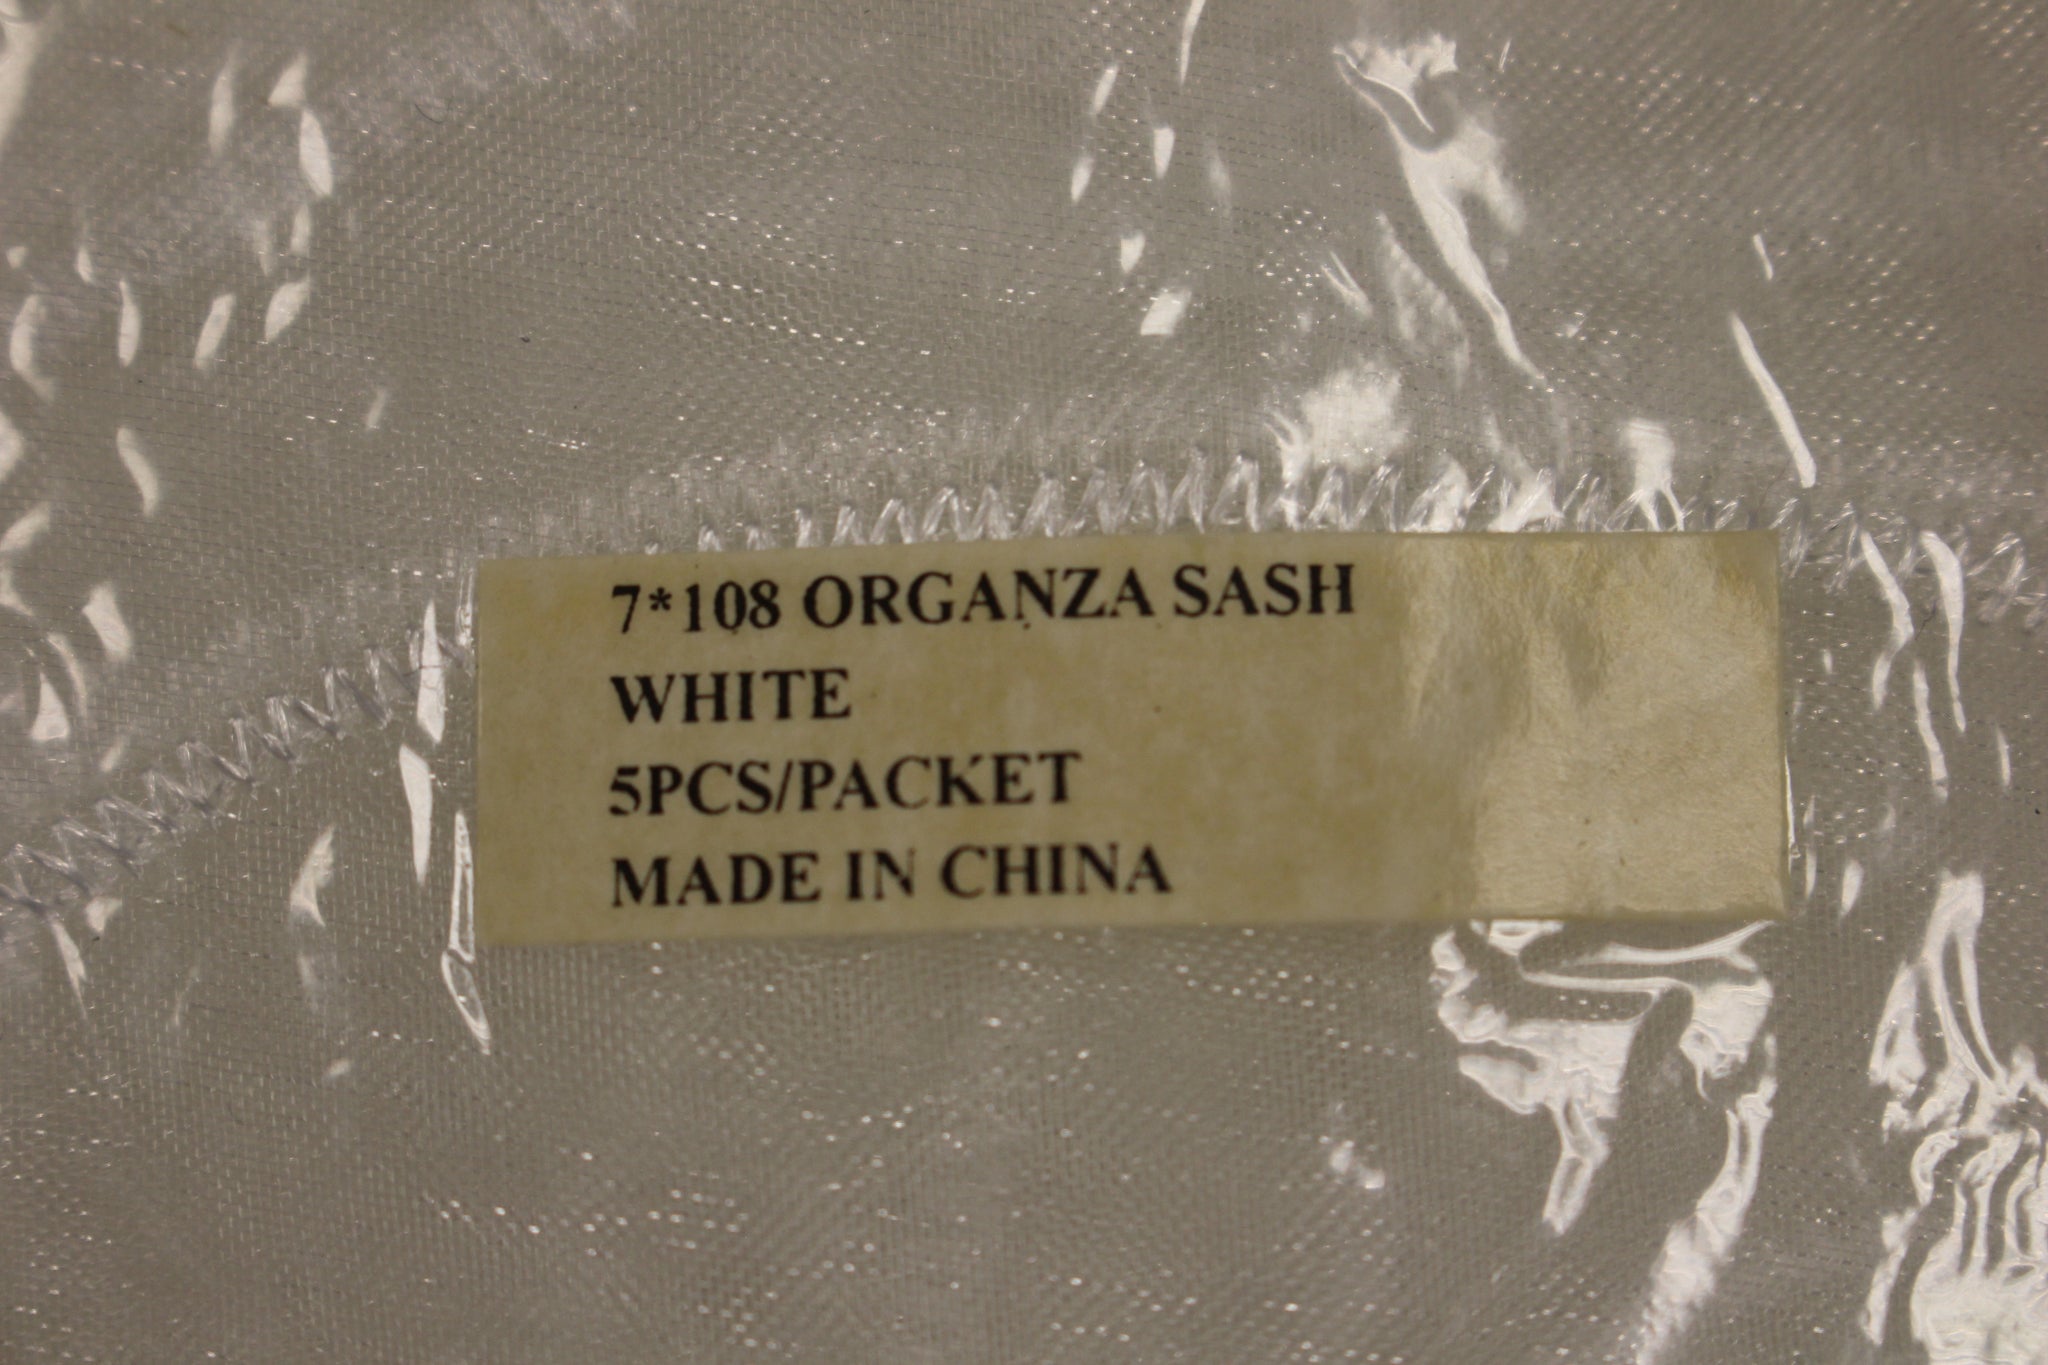 7*108 ORGANZA SASH
WHITE
5PCS/PACKET
MADE IN CHINA